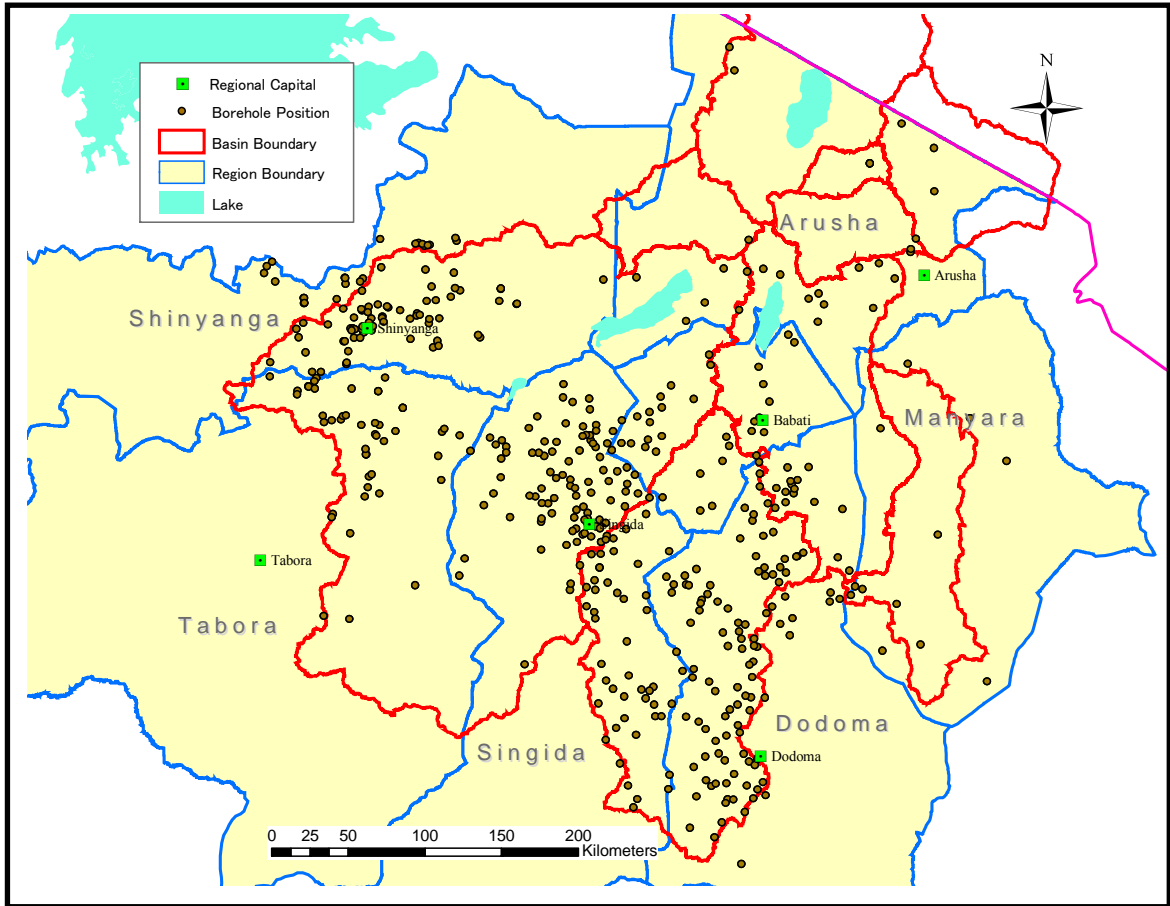 N
Regional Capital
Borehole Position
Basin Boundary
Region Boundary
Lake
Arusha
Arusha
Shinyanga
Shinyanga
Manyara
Babati
Singida
Tabora
Tabora
Dodoma
Singida
Dodoma
0 25 50 100 150 200
Kilometers